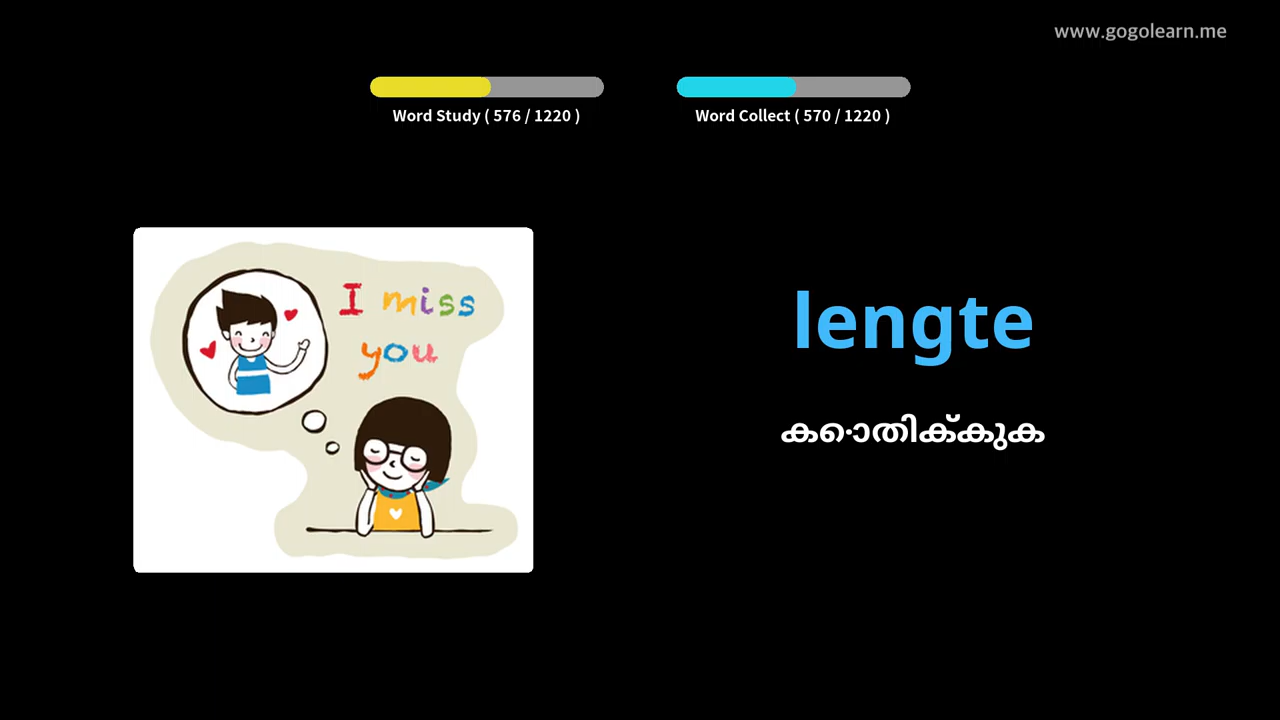 www.gogolearn.me
Word Study ( 576 / 1220 )
Word Collect ( 570 / 1220 )
I miss
you
lengte
കൊതിക്കുക